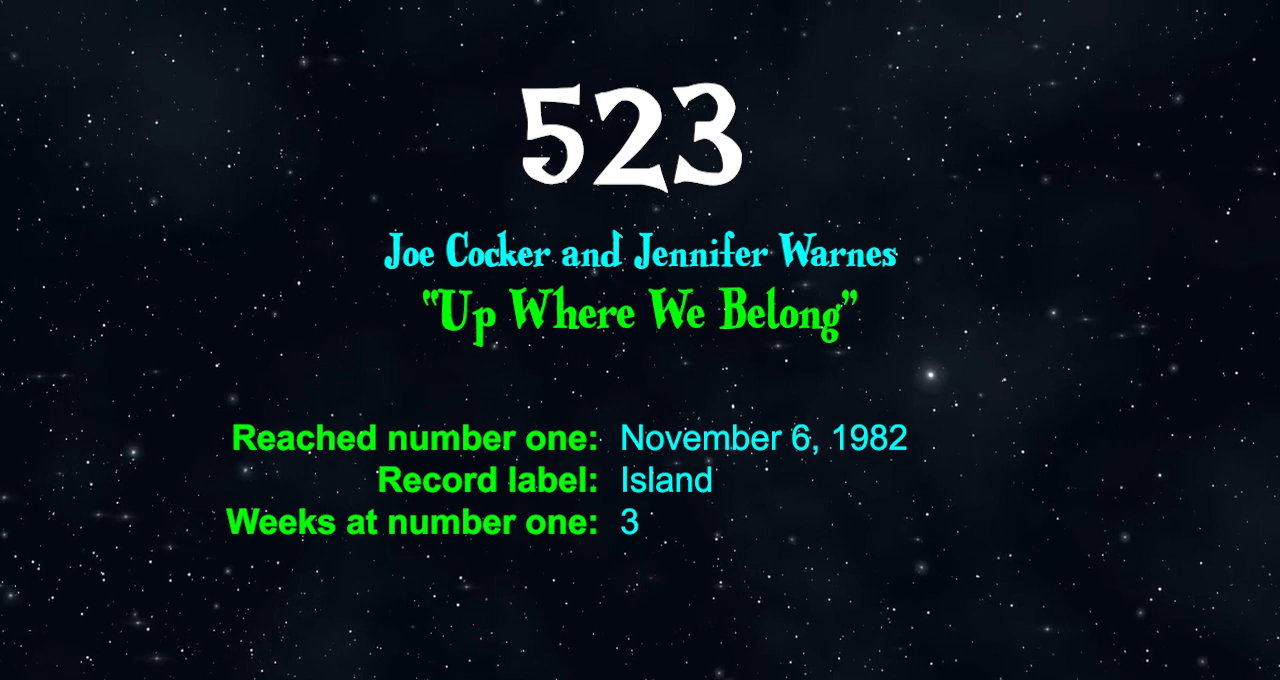 523
Joe Cocker and Jennifer Warnes
“Up Where We Belong”
Reached number one: November 6, 1982
Record label: Island
Weeks at number one: 3